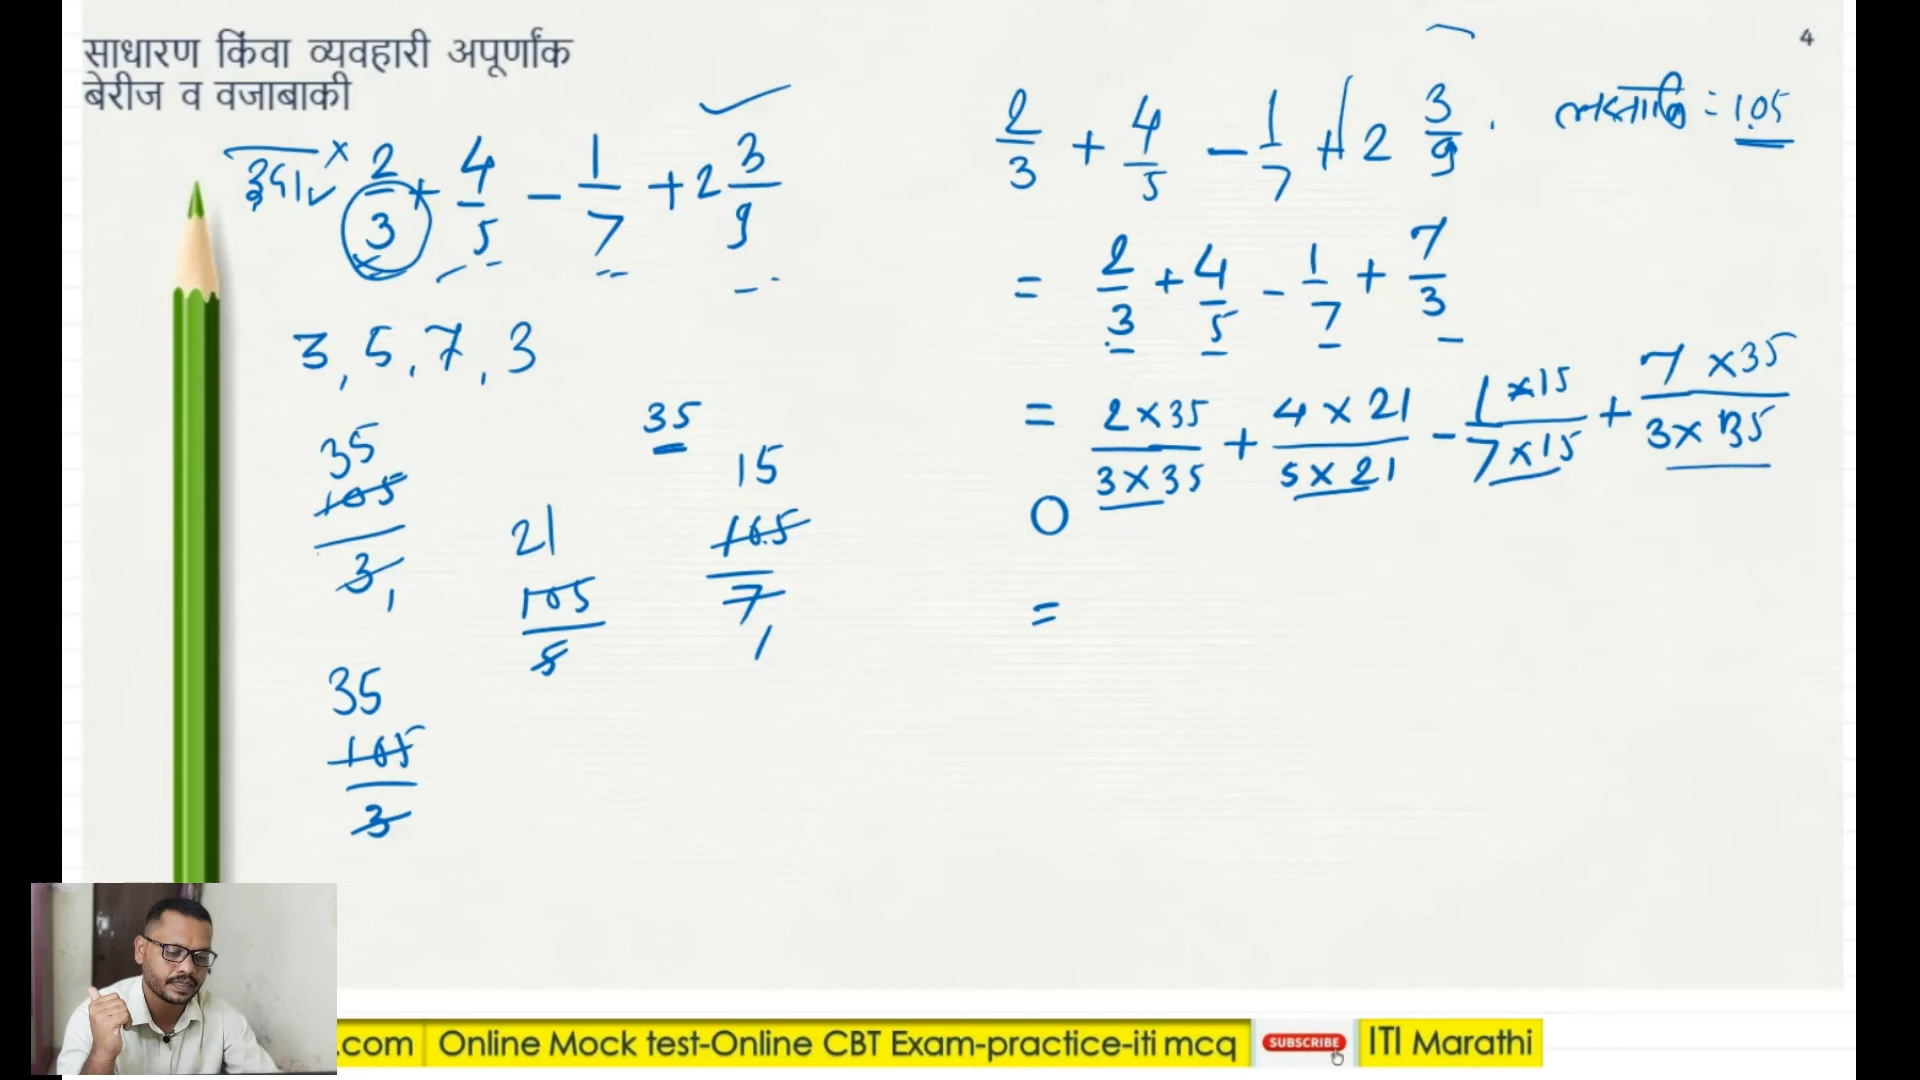 साधारण किंवा व्यवहारी अपूर्णांक
बेरीज व वजाबाकी
4
2/3 + 4/5 - 1/7 + 2 3/9
3, 5, 7, 3
35
105/3 1
21
105/5
35
15
105/7 1
35
105/3
2/3 + 4/5 - 1/7 + 2 3/9 .
= 105
= 2/3 + 4/5 - 1/7 + 7/3
= 2×35/3×35 + 4×21/5×21 - 1×15/7×15 + 7×35/3×35
=
.com Online Mock test-Online CBT Exam-practice-iti mcq SUBSCRIBE ITI Marathi